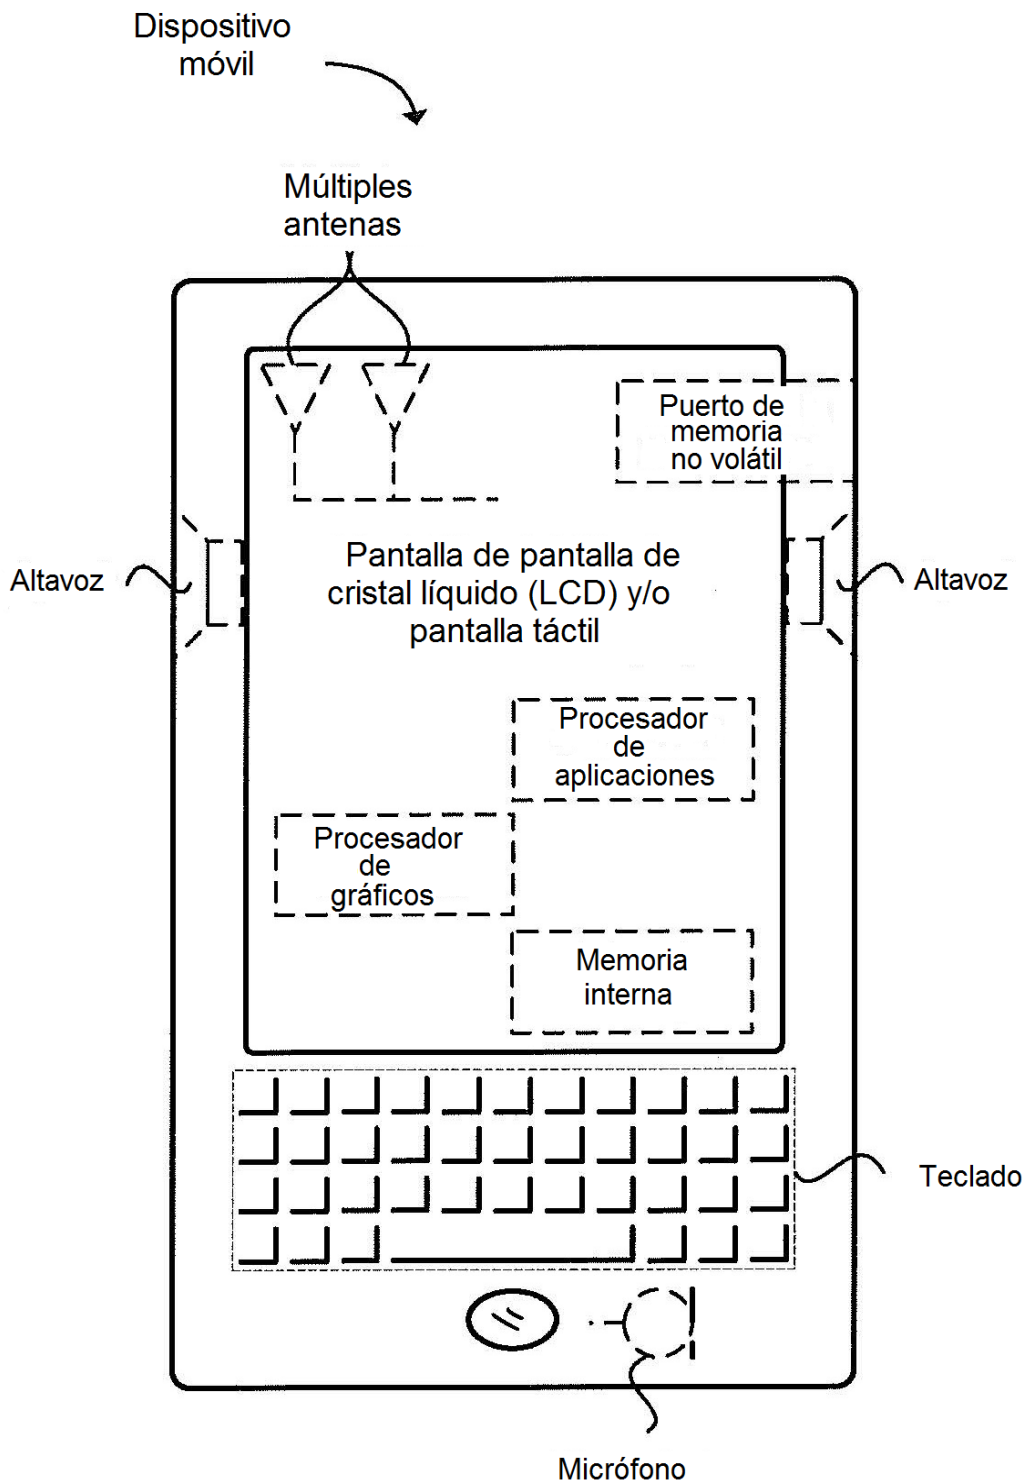 Dispositivo
móvil
Múltiples
antenas
Puerto de
memoria
no volátil
Altavoz
Pantalla de pantalla de
cristal líquido (LCD) y/o
pantalla táctil
Altavoz
Procesador
de
aplicaciones
Procesador
de
gráficos
Memoria
interna
Teclado
Micrófono